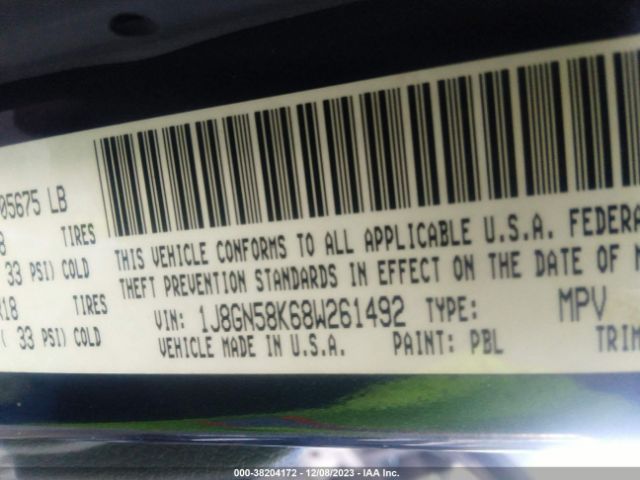 05675 LB
8 TIRES
33 PSI) COLD
R18 TIRES
( 33 PSI) COLD
THIS VEHICLE CONFORMS TO ALL APPLICABLE U.S.A. FEDERA
THEFT PREVENTION STANDARDS IN EFFECT ON THE DATE OF M
VIN: 1J8GN58K68W261492 TYPE: MPV
VEHICLE MADE IN U.S.A. PAINT: PBL TRIM
000-38204172 - 12/08/2023 - IAA Inc.